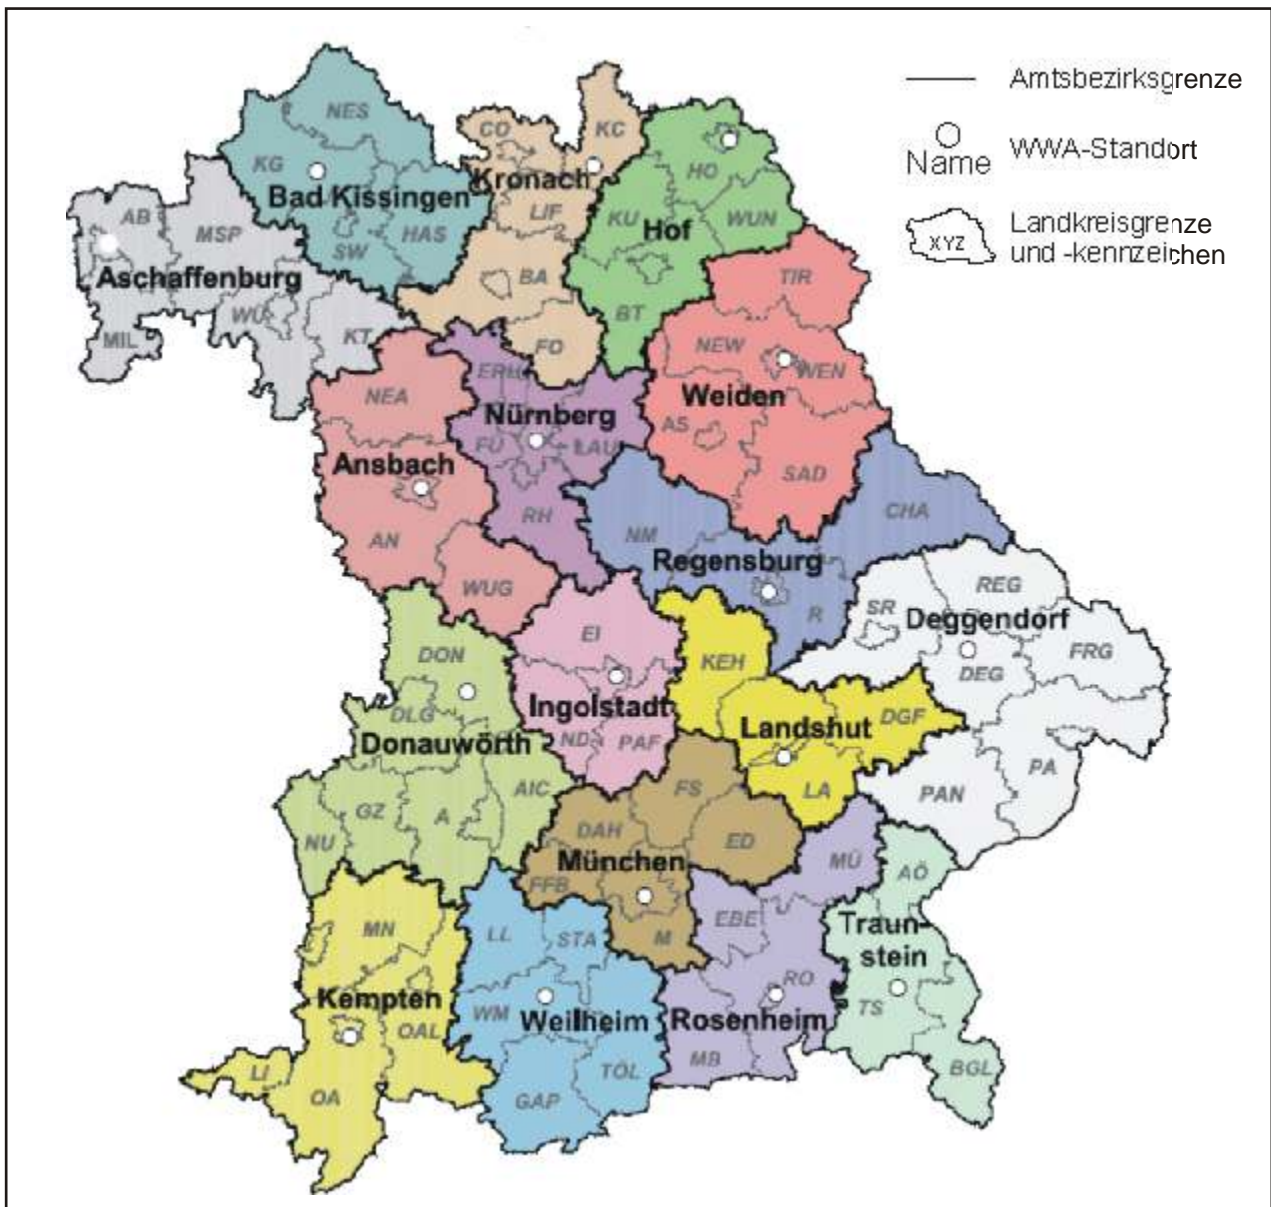 Amtsbezirksgrenze
Name
WWA-Standort
XYZ
Landkreisgrenze
und -kennzeichen
NES
KG
Bad Kissingen
SW
HAS
CO
KC
Kronach
LIF
BA
FO
HO
KU
WUN
Hof
BT
AB
MSP
Aschaffenburg
WÜ
MIL
KT
TIR
NEW
WEN
Weiden
AS
SAD
NEA
Ansbach
AN
WUG
ERH
Nürnberg
FÜ
LAU
RH
NM
CHA
Regensburg
R
REG
SR
Deggendorf
FRG
DEG
PA
PAN
EI
Ingolstadt
ND
PAF
KEH
Landshut
DGF
LA
DON
DLG
Donauwörth
AIC
GZ
A
NU
FS
DAH
ED
München
FFB
M
MÜ
EBE
RO
Rosenheim
MB
AÖ
Traun-
stein
TS
BGL
MN
Kempten
OAL
LI
OA
LL
STA
WM
Weilheim
TÖL
GAP